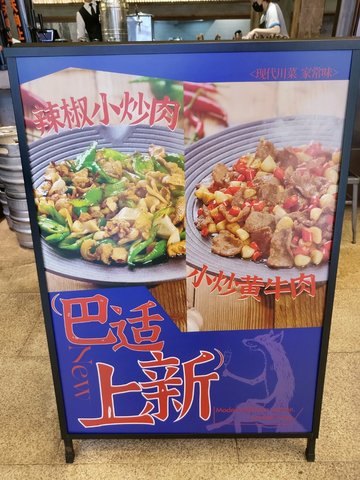 <现代川菜 家常味>
辣椒小炒肉
小炒黄牛肉
(巴适
New
上新)